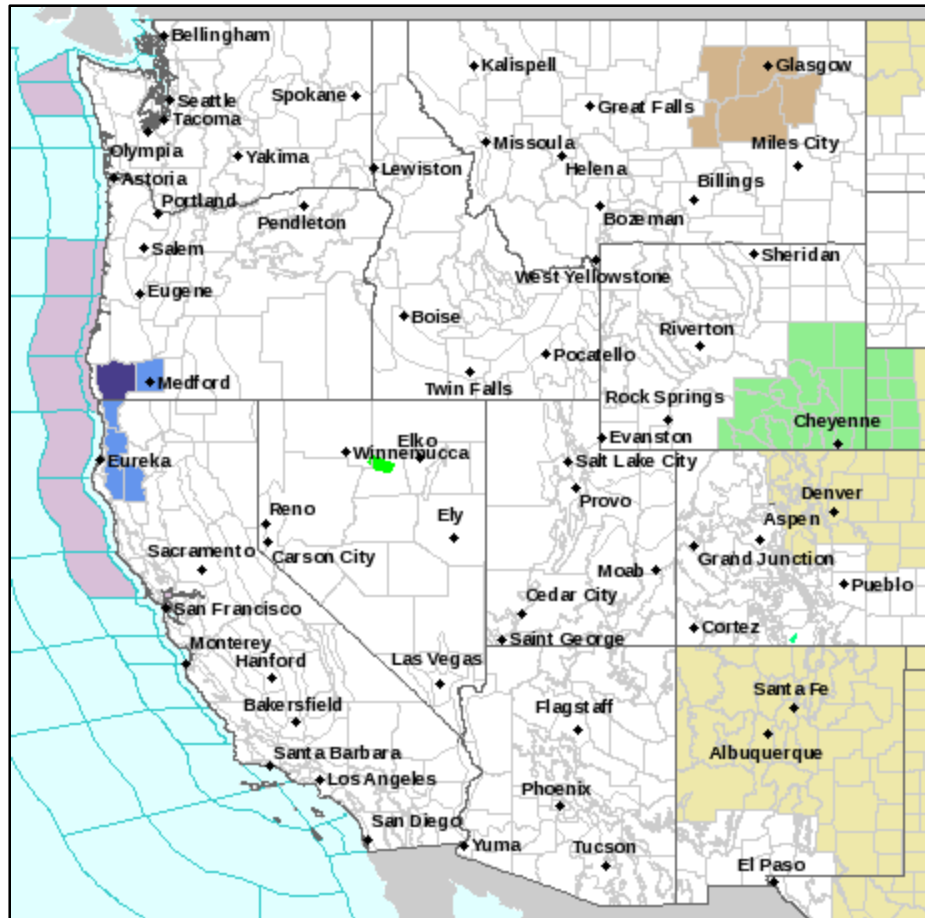 Bellingham
Kalispell
Glasgow
Spokane
Seattle
Great Falls
Tacoma
Olympia
Missoula
Miles City
Yakima
Lewiston
Helena
Astoria
Billings
Portland
Pendleton
Bozeman
Salem
Sheridan
West Yellowstone
Eugene
Boise
Riverton
Pocatello
Medford
Twin Falls
Rock Springs
Cheyenne
Elko
Evanston
Winnemucca
Eureka
Salt Lake City
Provo
Denver
Reno
Ely
Aspen
Sacramento
Carson City
Grand Junction
Moab
Pueblo
Cedar City
San Francisco
Cortez
Monterey
Saint George
Hanford
Las Vegas
Santa Fe
Bakersfield
Flagstaff
Albuquerque
Santa Barbara
Los Angeles
Phoenix
San Diego
Yuma
Tucson
El Paso